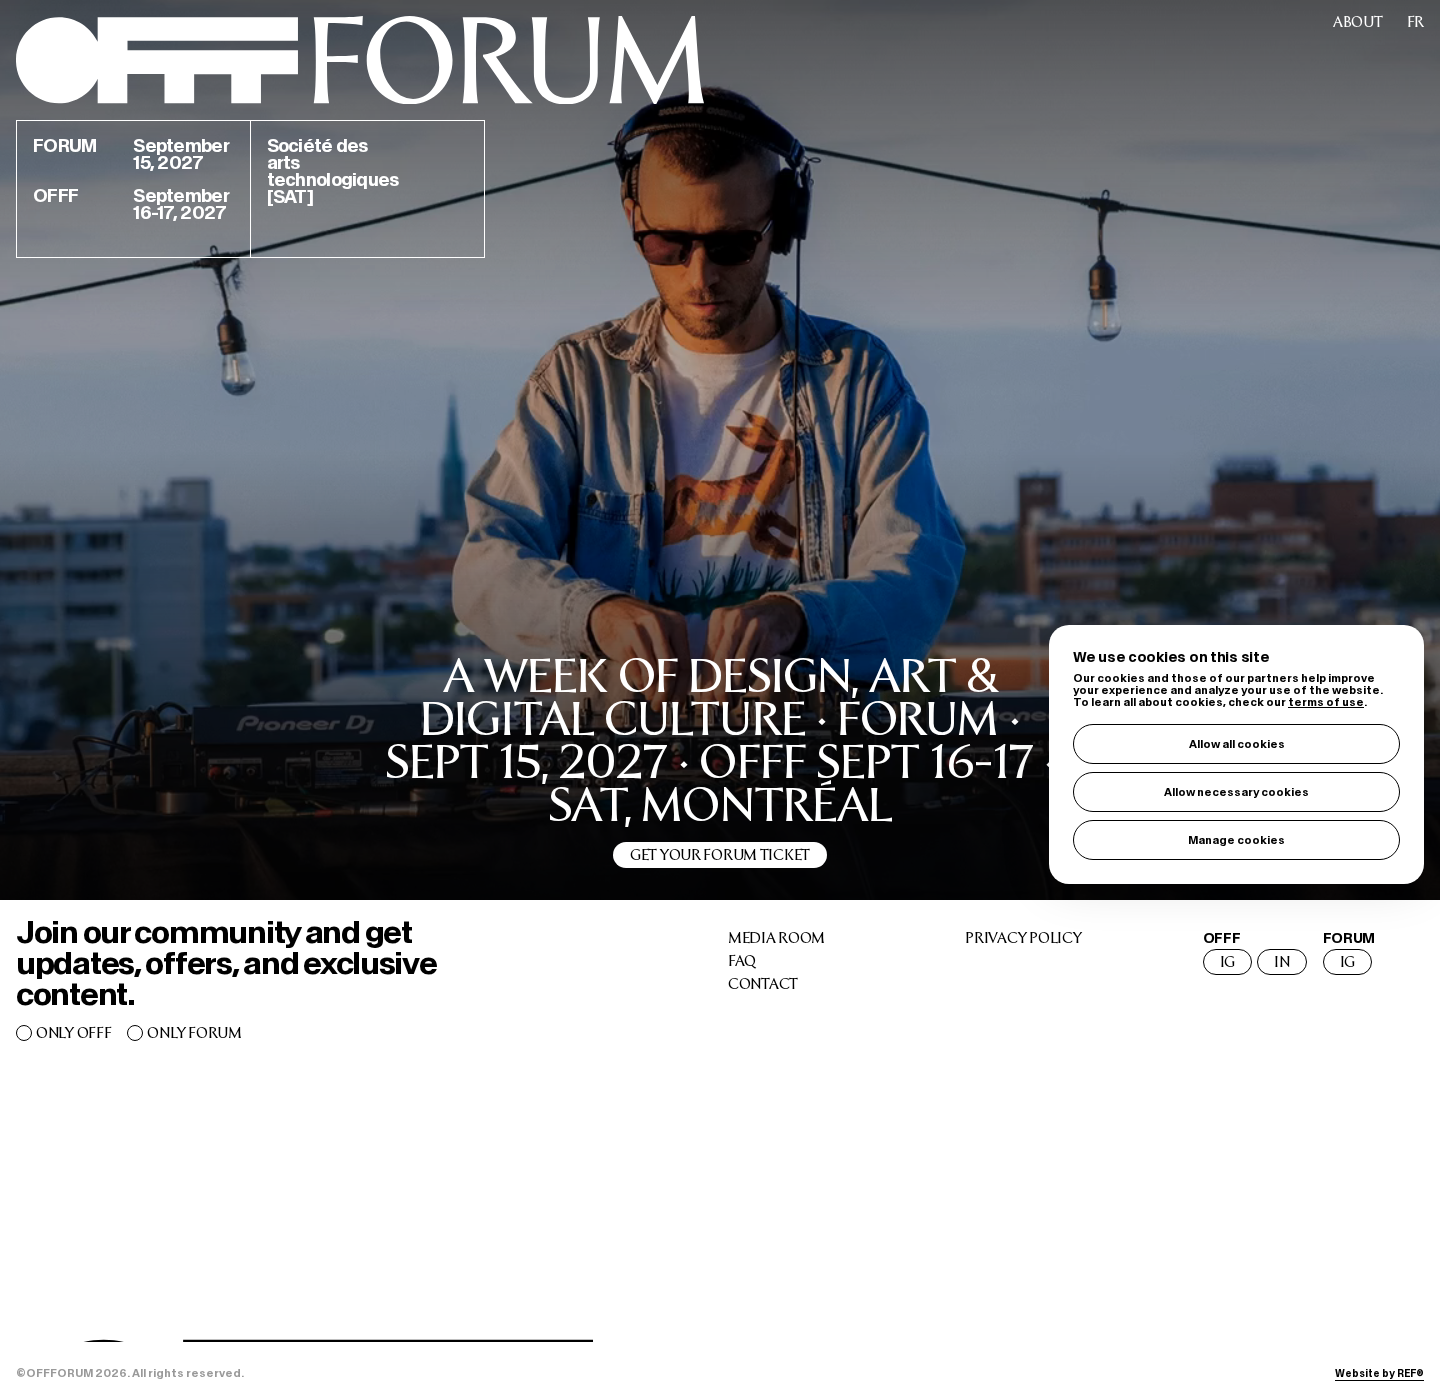 OFFFORUM
ABOUT FR
FORUM September
15, 2027
OFFF September
16-17, 2027
Société des
arts
technologiques
[SAT]
Pioneer Dj
A WEEK OF DESIGN, ART &
DIGITAL CULTURE · FORUM ·
SEPT 15, 2027 · OFFF SEPT 16-17 ·
SAT, MONTRÉAL
GET YOUR FORUM TICKET
We use cookies on this site
Our cookies and those of our partners help improve
your experience and analyze your use of the website.
To learn all about cookies, check our terms of use.
Allow all cookies
Allow necessary cookies
Manage cookies
Join our community and get
updates, offers, and exclusive
content.
ONLY OFFF ONLY FORUM
MEDIA ROOM
FAQ
CONTACT
PRIVACY POLICY
OFFF
IG IN
FORUM
IG
©OFFFORUM 2026. All rights reserved.
Website by REF®